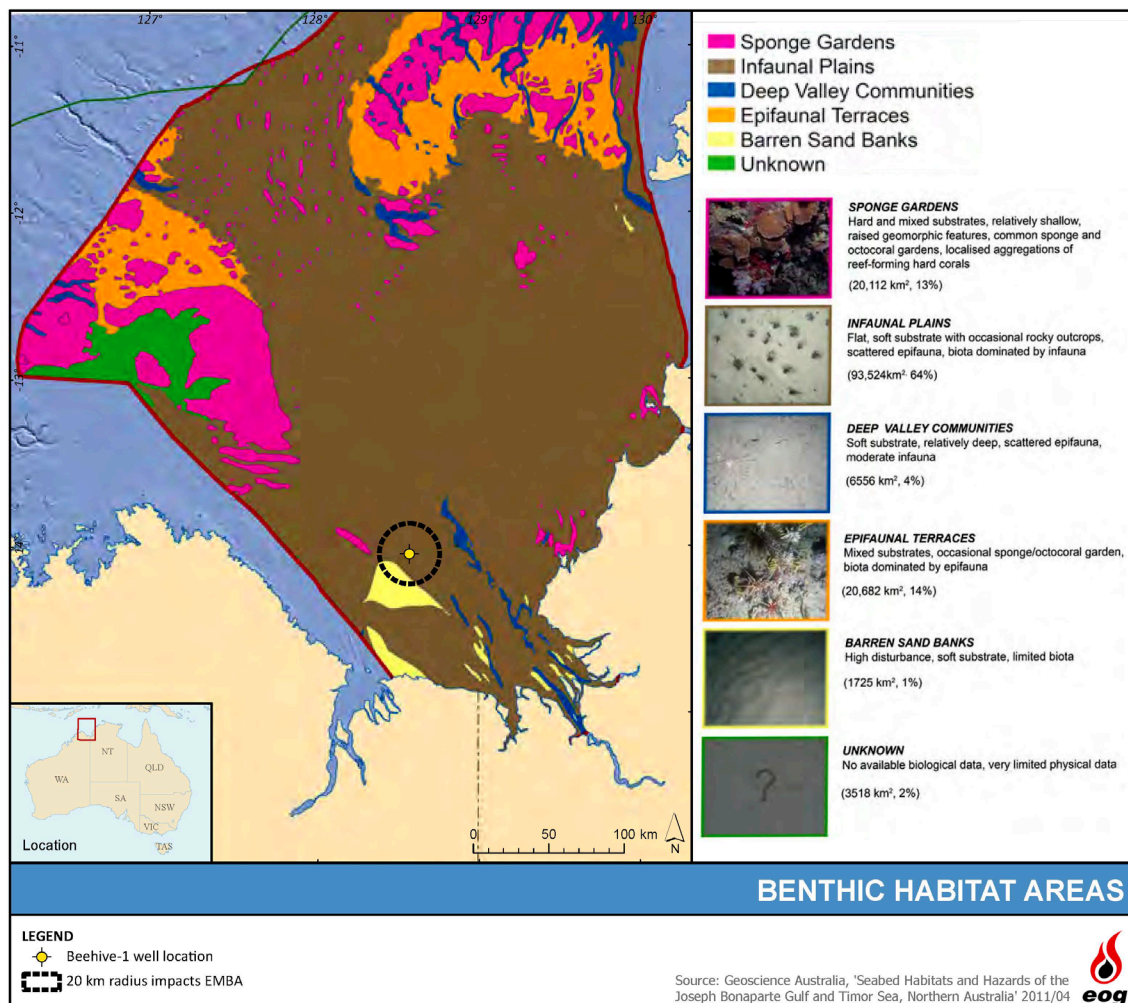 127°
128°
129°
130°
-11°
-12°
-13°
-14°
Sponge Gardens
Infaunal Plains
Deep Valley Communities
Epifaunal Terraces
Barren Sand Banks
Unknown
SPONGE GARDENS
Hard and mixed substrates, relatively shallow,
raised geomorphic features, common sponge and
octocoral gardens, localised aggregations of
reef-forming hard corals
(20,112 km², 13%)
INFAUNAL PLAINS
Flat, soft substrate with occasional rocky outcrops,
scattered epifauna, biota dominated by infauna
(93,524km², 64%)
DEEP VALLEY COMMUNITIES
Soft substrate, relatively deep, scattered epifauna,
moderate infauna
(6556 km², 4%)
EPIFAUNAL TERRACES
Mixed substrates, occasional sponge/octocoral garden,
biota dominated by epifauna
(20,682 km², 14%)
BARREN SAND BANKS
High disturbance, soft substrate, limited biota
(1725 km², 1%)
?
UNKNOWN
No available biological data, very limited physical data
(3518 km², 2%)
WA
NT
QLD
SA
NSW
VIC
TAS
Location
0 50 100 km
N
BENTHIC HABITAT AREAS
LEGEND
Beehive-1 well location
20 km radius impacts EMBA
Source: Geoscience Australia, 'Seabed Habitats and Hazards of the
Joseph Bonaparte Gulf and Timor Sea, Northern Australia' 2011/04
eog